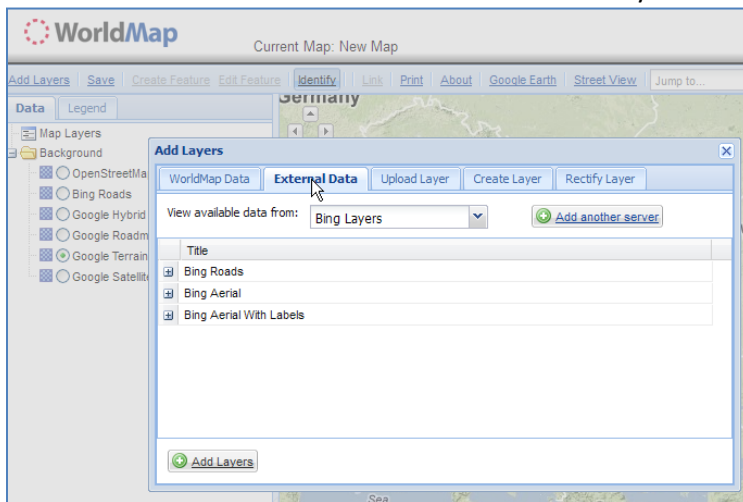 WorldMap
Current Map: New Map
Add Layers Save Create Feature Edit Feature Identify Link Print About Google Earth Street View Jump to...
Data Legend
Germany
Map Layers
Background
OpenStreetMa
Bing Roads
Google Hybrid
Google Roadm
Google Terrain
Google Satellite
Add Layers
WorldMap Data External Data Upload Layer Create Layer Rectify Layer
View available data from: Bing Layers Add another server
Title
Bing Roads
Bing Aerial
Bing Aerial With Labels
Add Layers
Sea